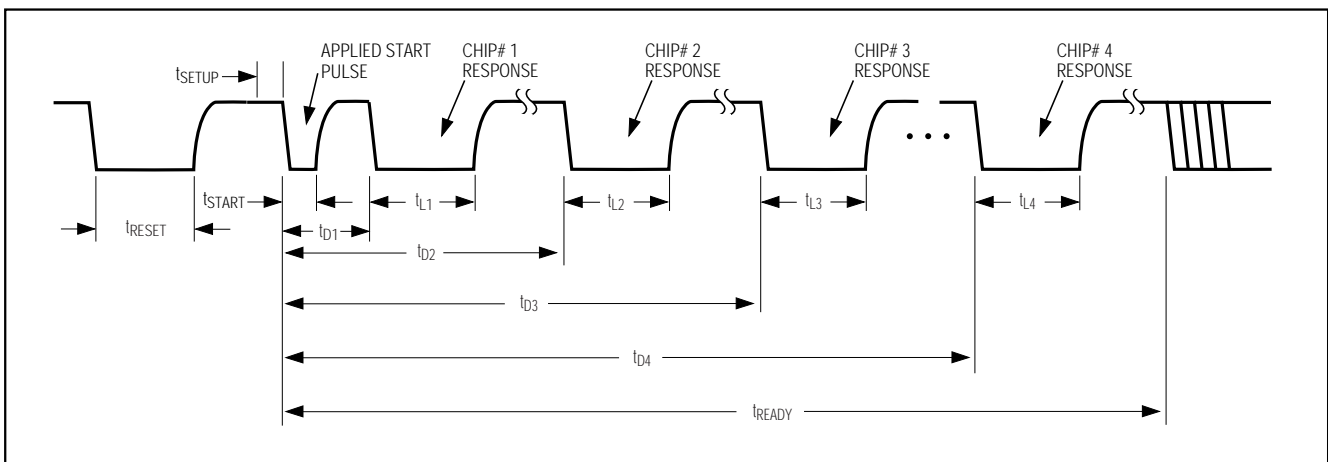 APPLIED START
PULSE
CHIP# 1
RESPONSE
CHIP# 2
RESPONSE
CHIP# 3
RESPONSE
CHIP# 4
RESPONSE
tSETUP
tSTART
tL1
tL2
tL3
tL4
tRESET
tD1
tD2
tD3
tD4
tREADY